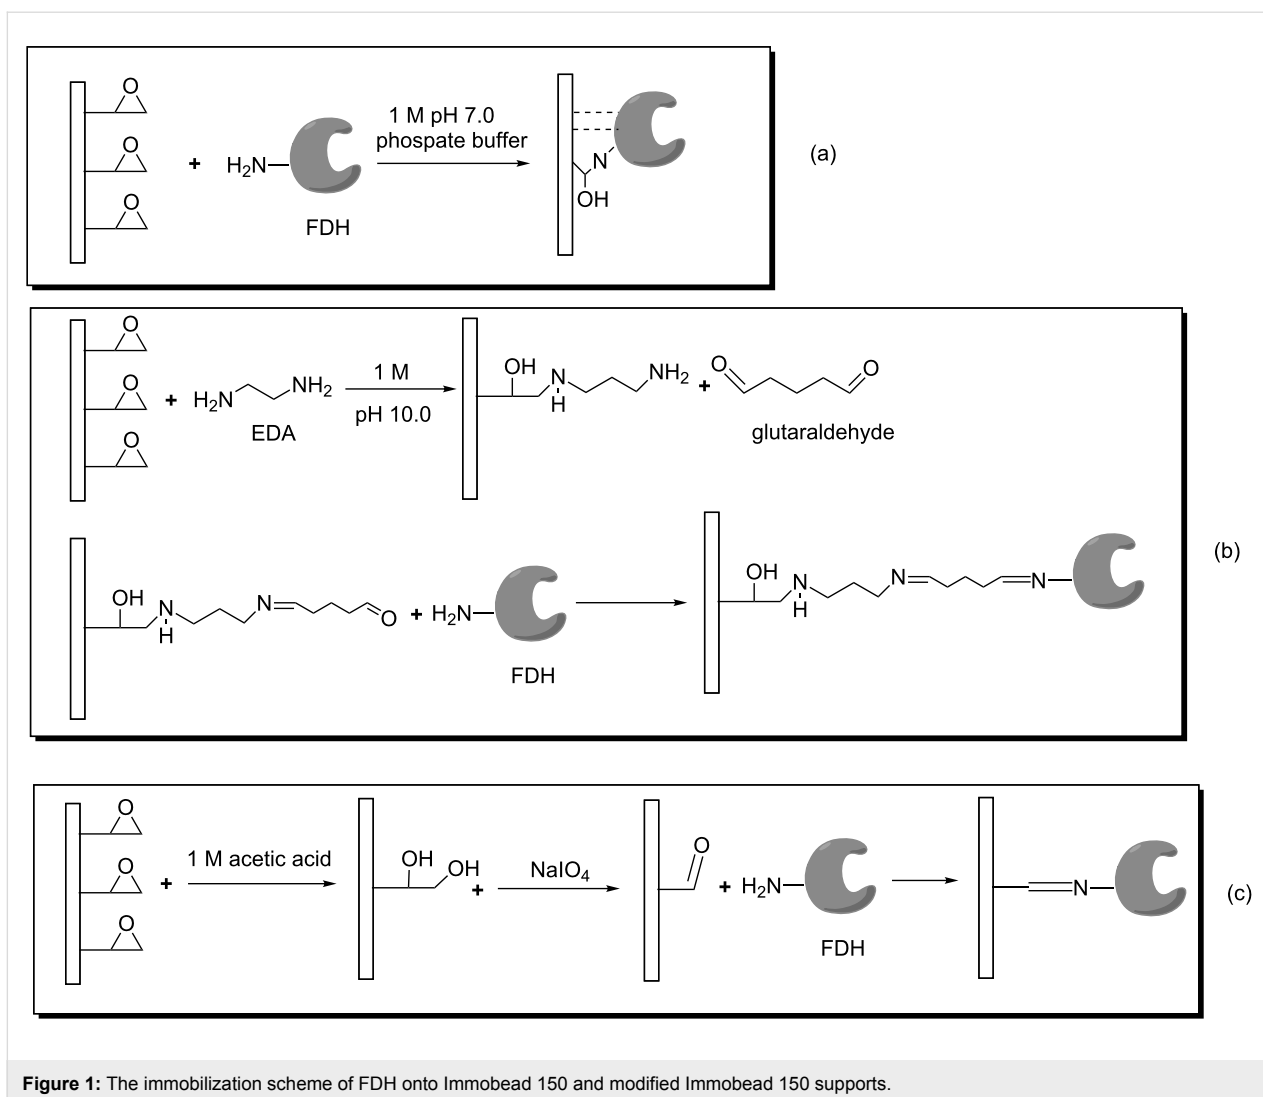 O
O
O
+
H₂N
FDH
1 M pH 7.0
phospate buffer
N
OH
(a)
O
O
O
+
H₂N
NH₂
EDA
1 M
pH 10.0
OH
N
H
NH₂
+
O
O
glutaraldehyde
OH
N
H
N
O
+
H₂N
FDH
OH
N
H
N
N
(b)
O
O
O
+
1 M acetic acid
OH
OH
+
NaIO₄
O
+
H₂N
FDH
N
(c)
Figure 1: The immobilization scheme of FDH onto Immobead 150 and modified Immobead 150 supports.